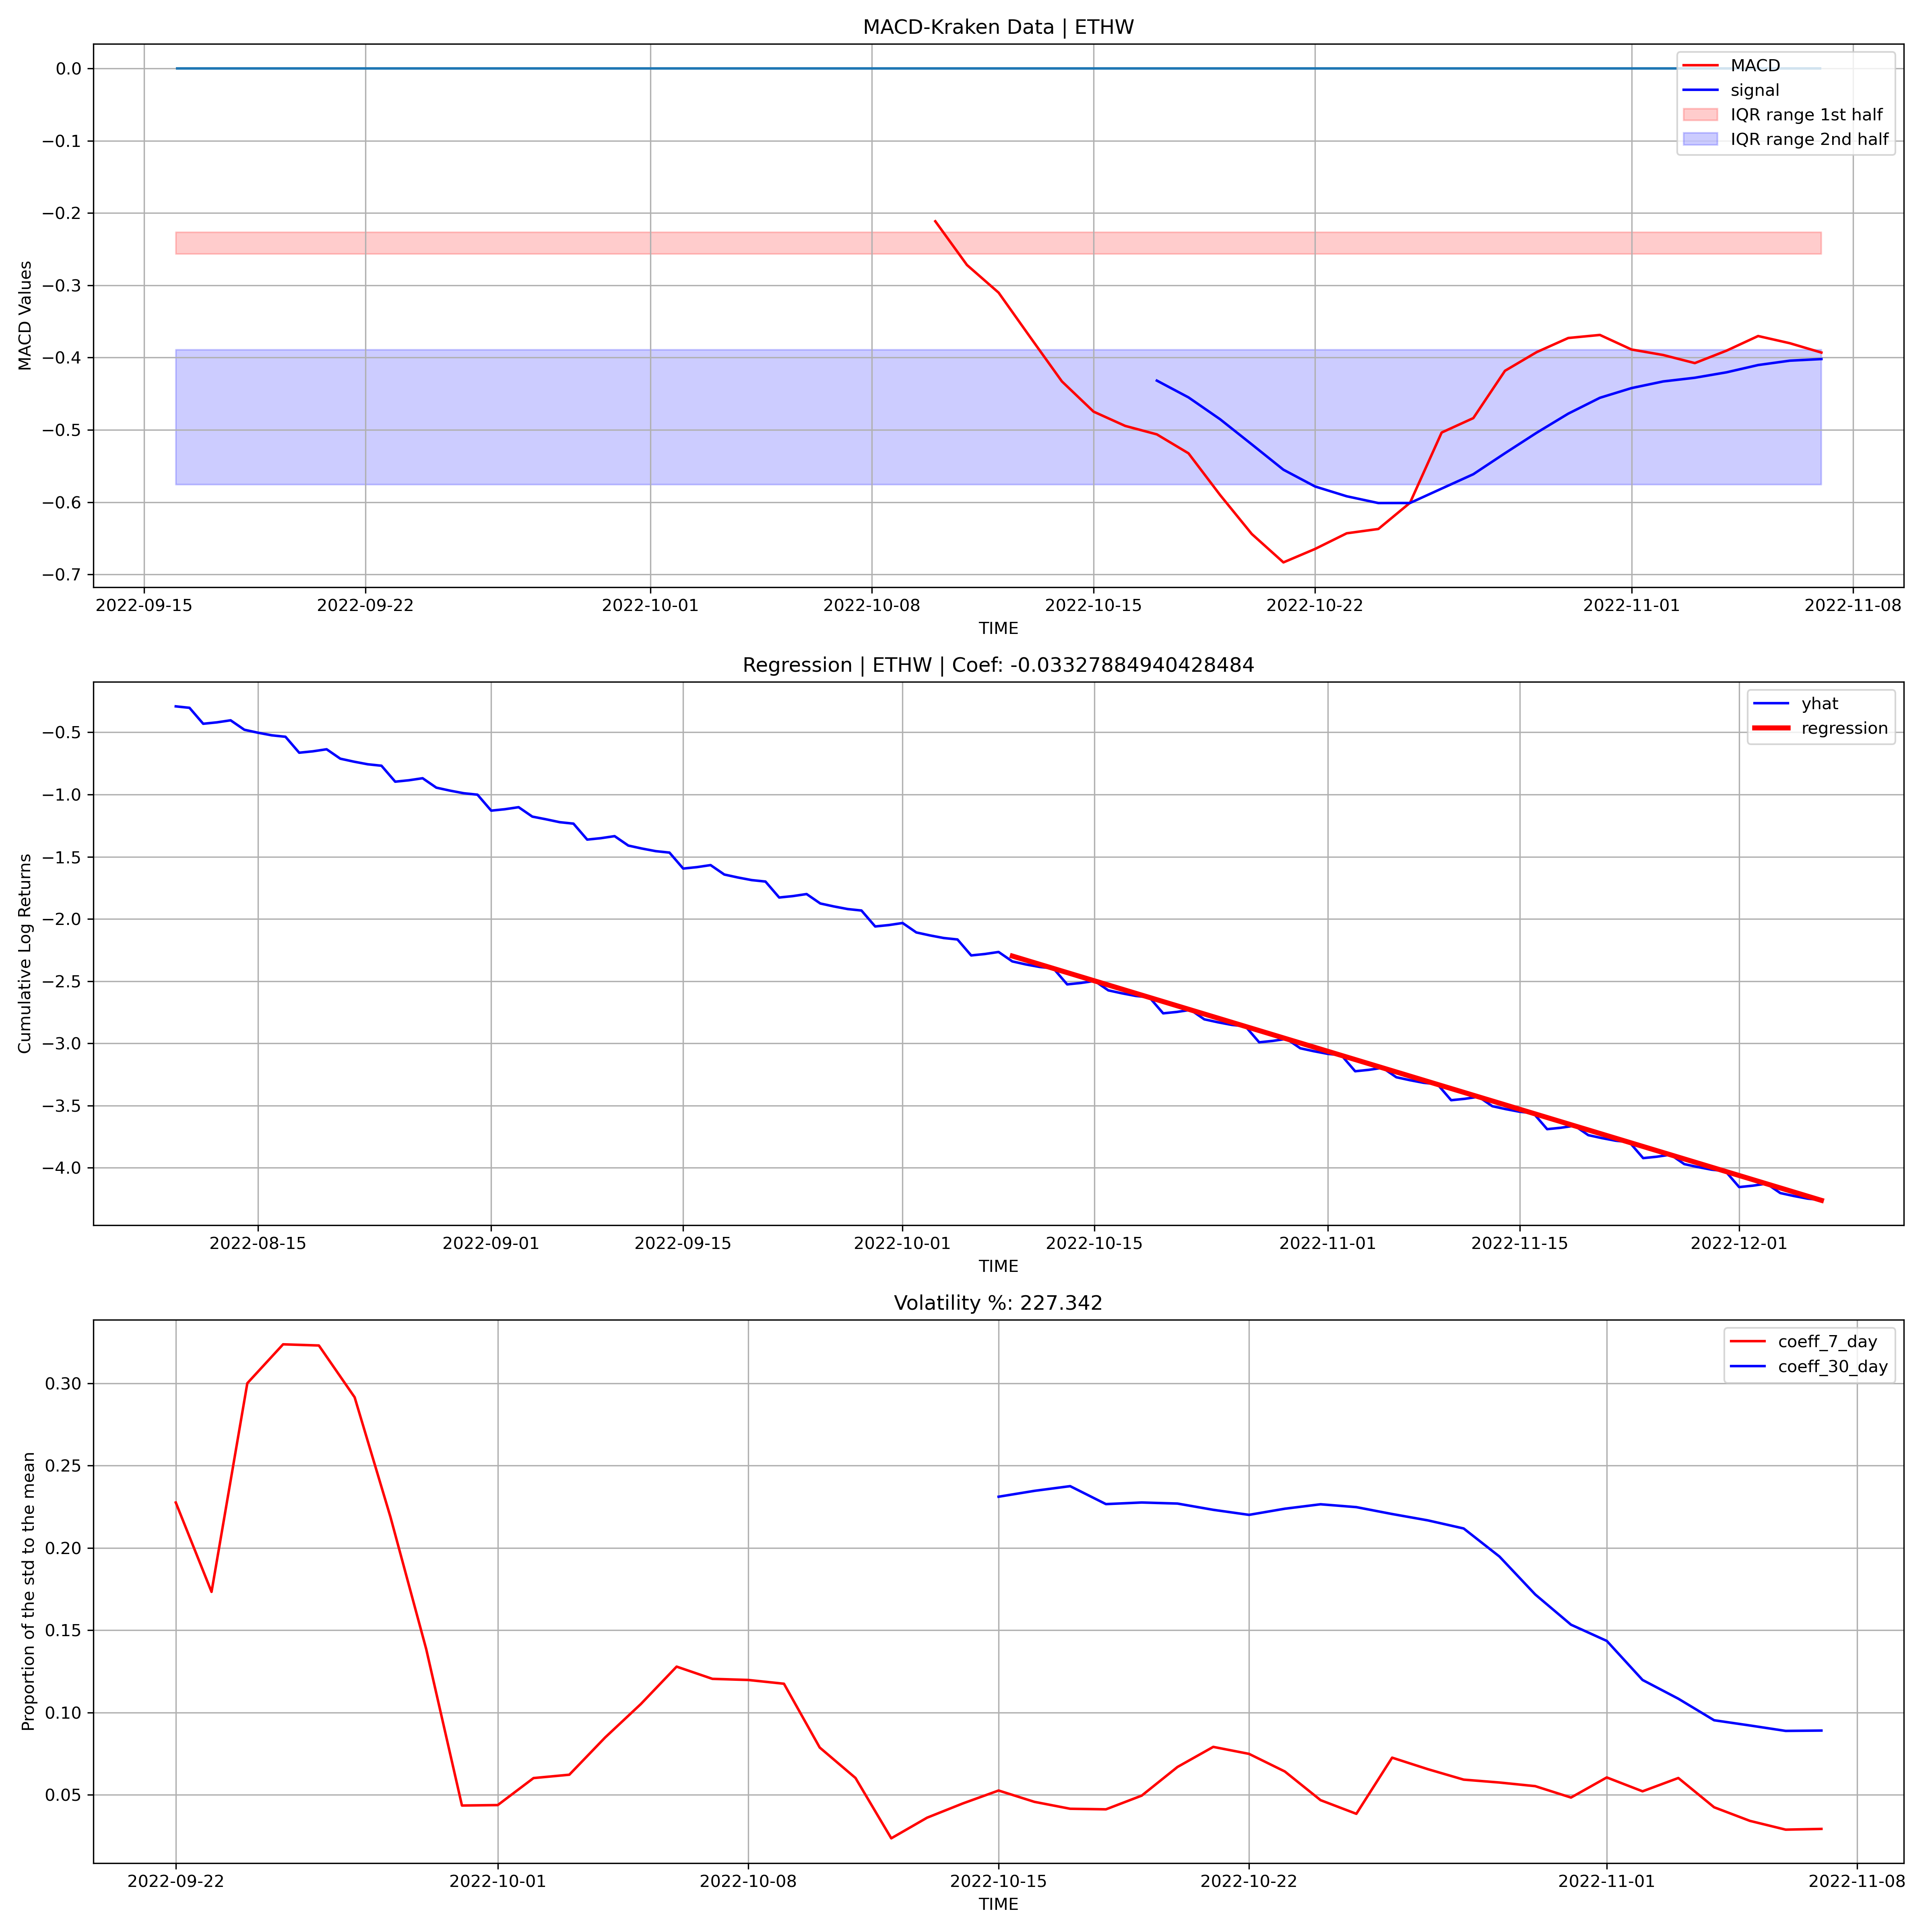 MACD-Kraken Data | ETHW
MACD Values
0.0
−0.1
−0.2
−0.3
−0.4
−0.5
−0.6
−0.7
MACD
signal
IQR range 1st half
IQR range 2nd half
2022-09-15 2022-09-22 2022-10-01 2022-10-08 2022-10-15 2022-10-22 2022-11-01 2022-11-08
TIME
Regression | ETHW | Coef: -0.03327884940428484
Cumulative Log Returns
−0.5
−1.0
−1.5
−2.0
−2.5
−3.0
−3.5
−4.0
yhat
regression
2022-08-15 2022-09-01 2022-09-15 2022-10-01 2022-10-15 2022-11-01 2022-11-15 2022-12-01
TIME
Volatility %: 227.342
Proportion of the std to the mean
0.30
0.25
0.20
0.15
0.10
0.05
coeff_7_day
coeff_30_day
2022-09-22 2022-10-01 2022-10-08 2022-10-15 2022-10-22 2022-11-01 2022-11-08
TIME